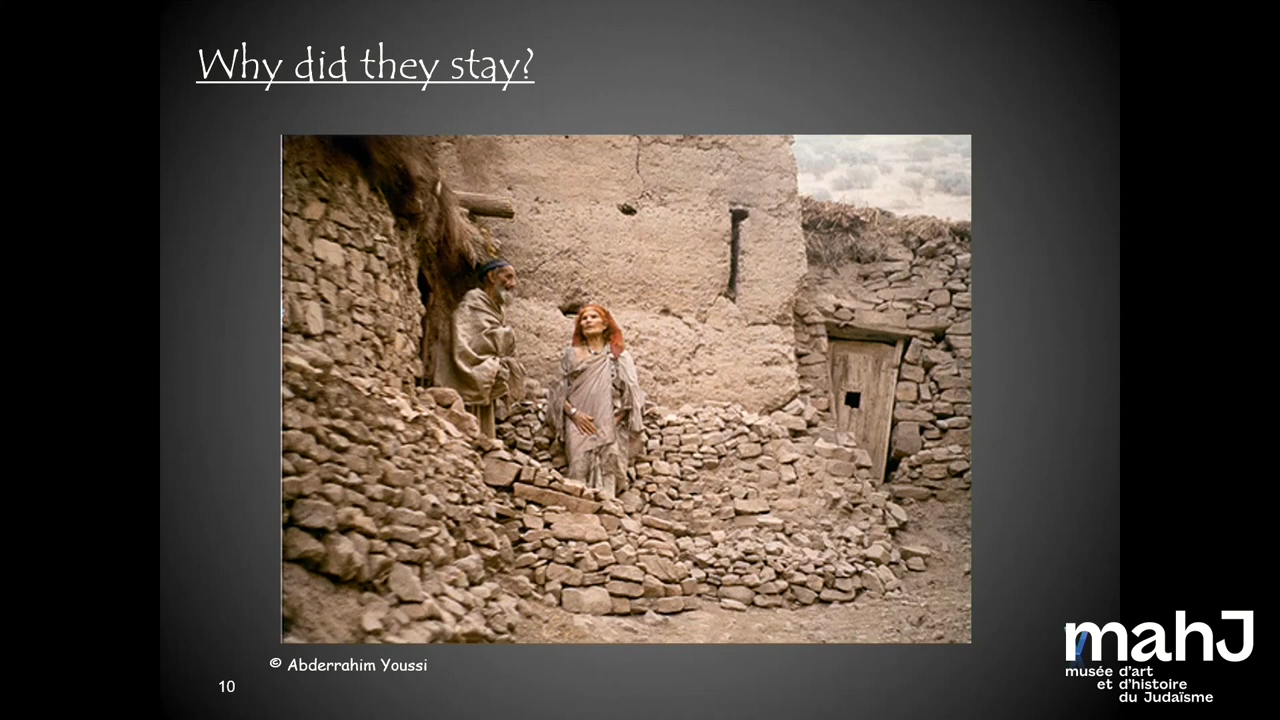 Why did they stay?
© Abderrahim Youssi
10
mahJ
musée d'art
et d'histoire
du Judaïsme